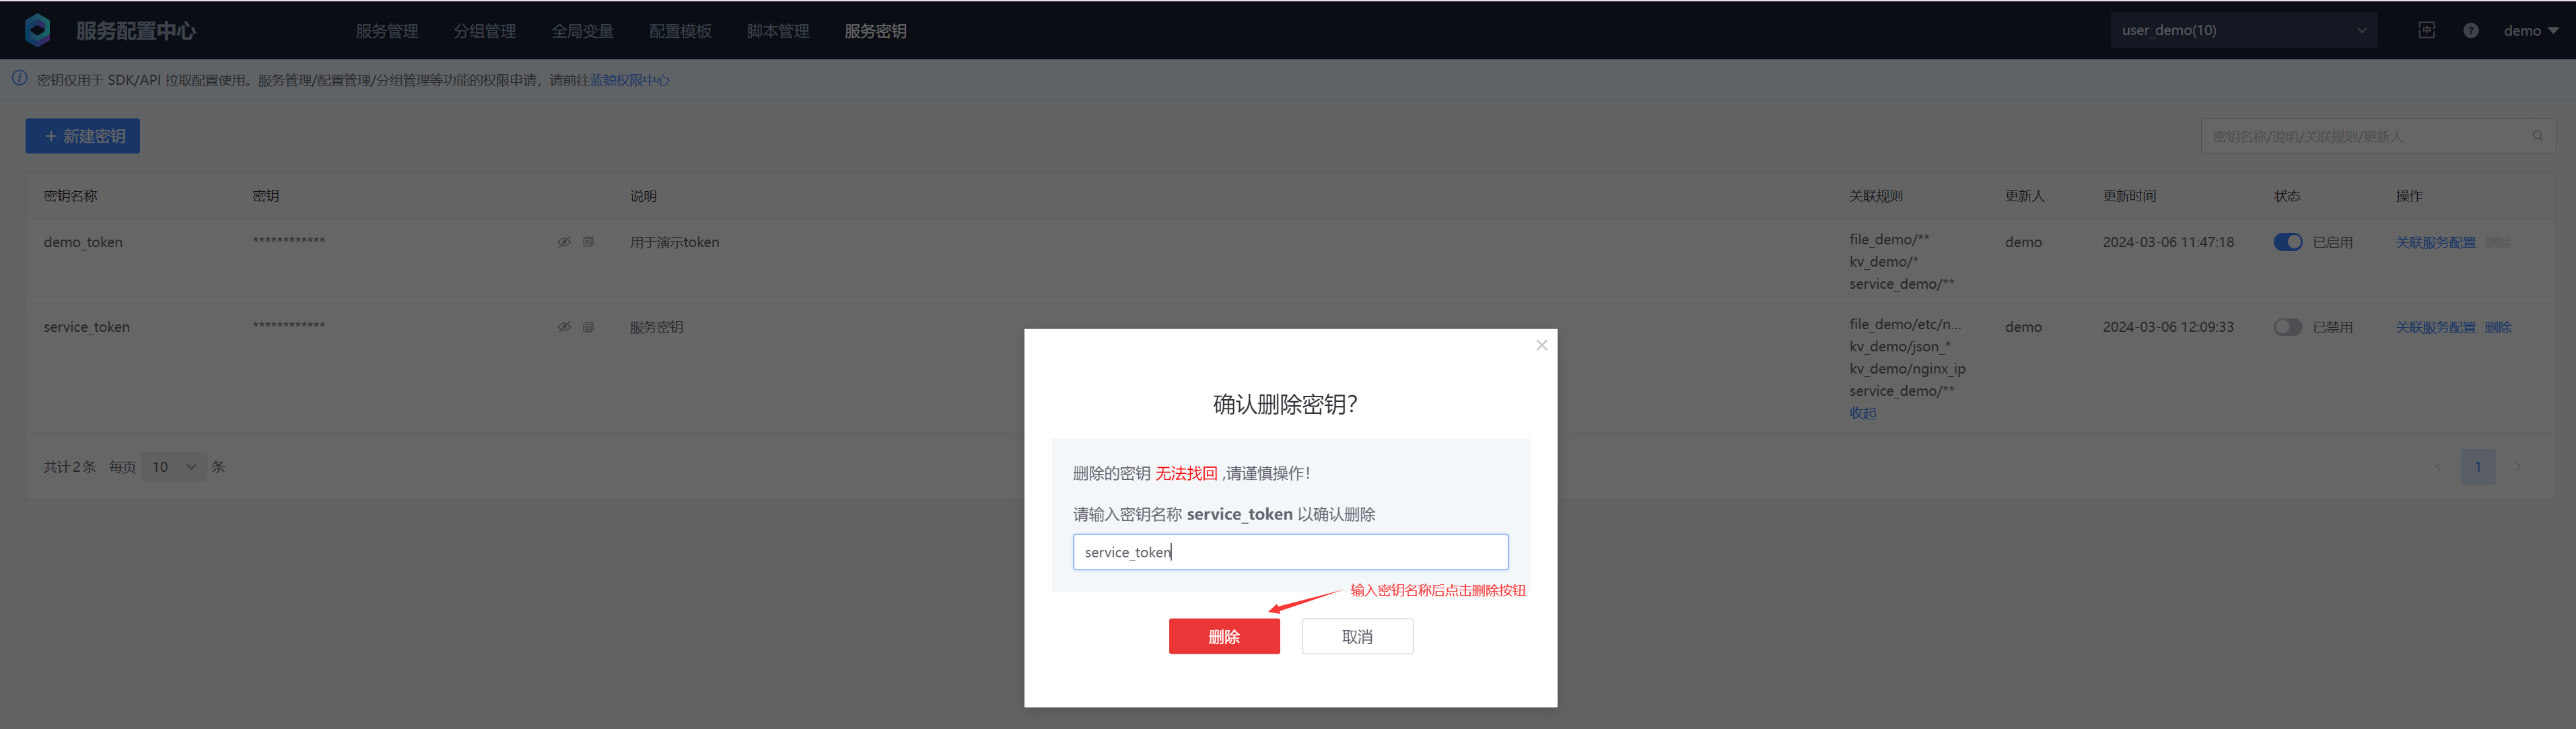 服务配置中心 服务管理 分组管理 全局变量 配置模板 脚本管理 服务密钥 user_demo(10) 中 ? demo
密钥仅用于 SDK/API 拉取配置使用。服务管理/配置管理/分组管理等功能的权限申请，请前往蓝鲸权限中心
+ 新建密钥 密钥名称/说明/关联规则/更新人
密钥名称 密钥 说明 关联规则 更新人 更新时间 状态 操作
demo_token ************ 用于演示token file_demo/** demo 2024-03-06 11:47:18 已启用 关联服务配置 删除
kv_demo/*
service_demo/**
service_token ************ 服务密钥 file_demo/etc/n... demo 2024-03-06 12:09:33 已禁用 关联服务配置 删除
kv_demo/json_*
kv_demo/nginx_ip
service_demo/**
收起
共计2条 每页 10 条 1
确认删除密钥?
删除的密钥 无法找回 ,请谨慎操作!
请输入密钥名称 service_token 以确认删除
service_token
输入密钥名称后点击删除按钮
删除 取消